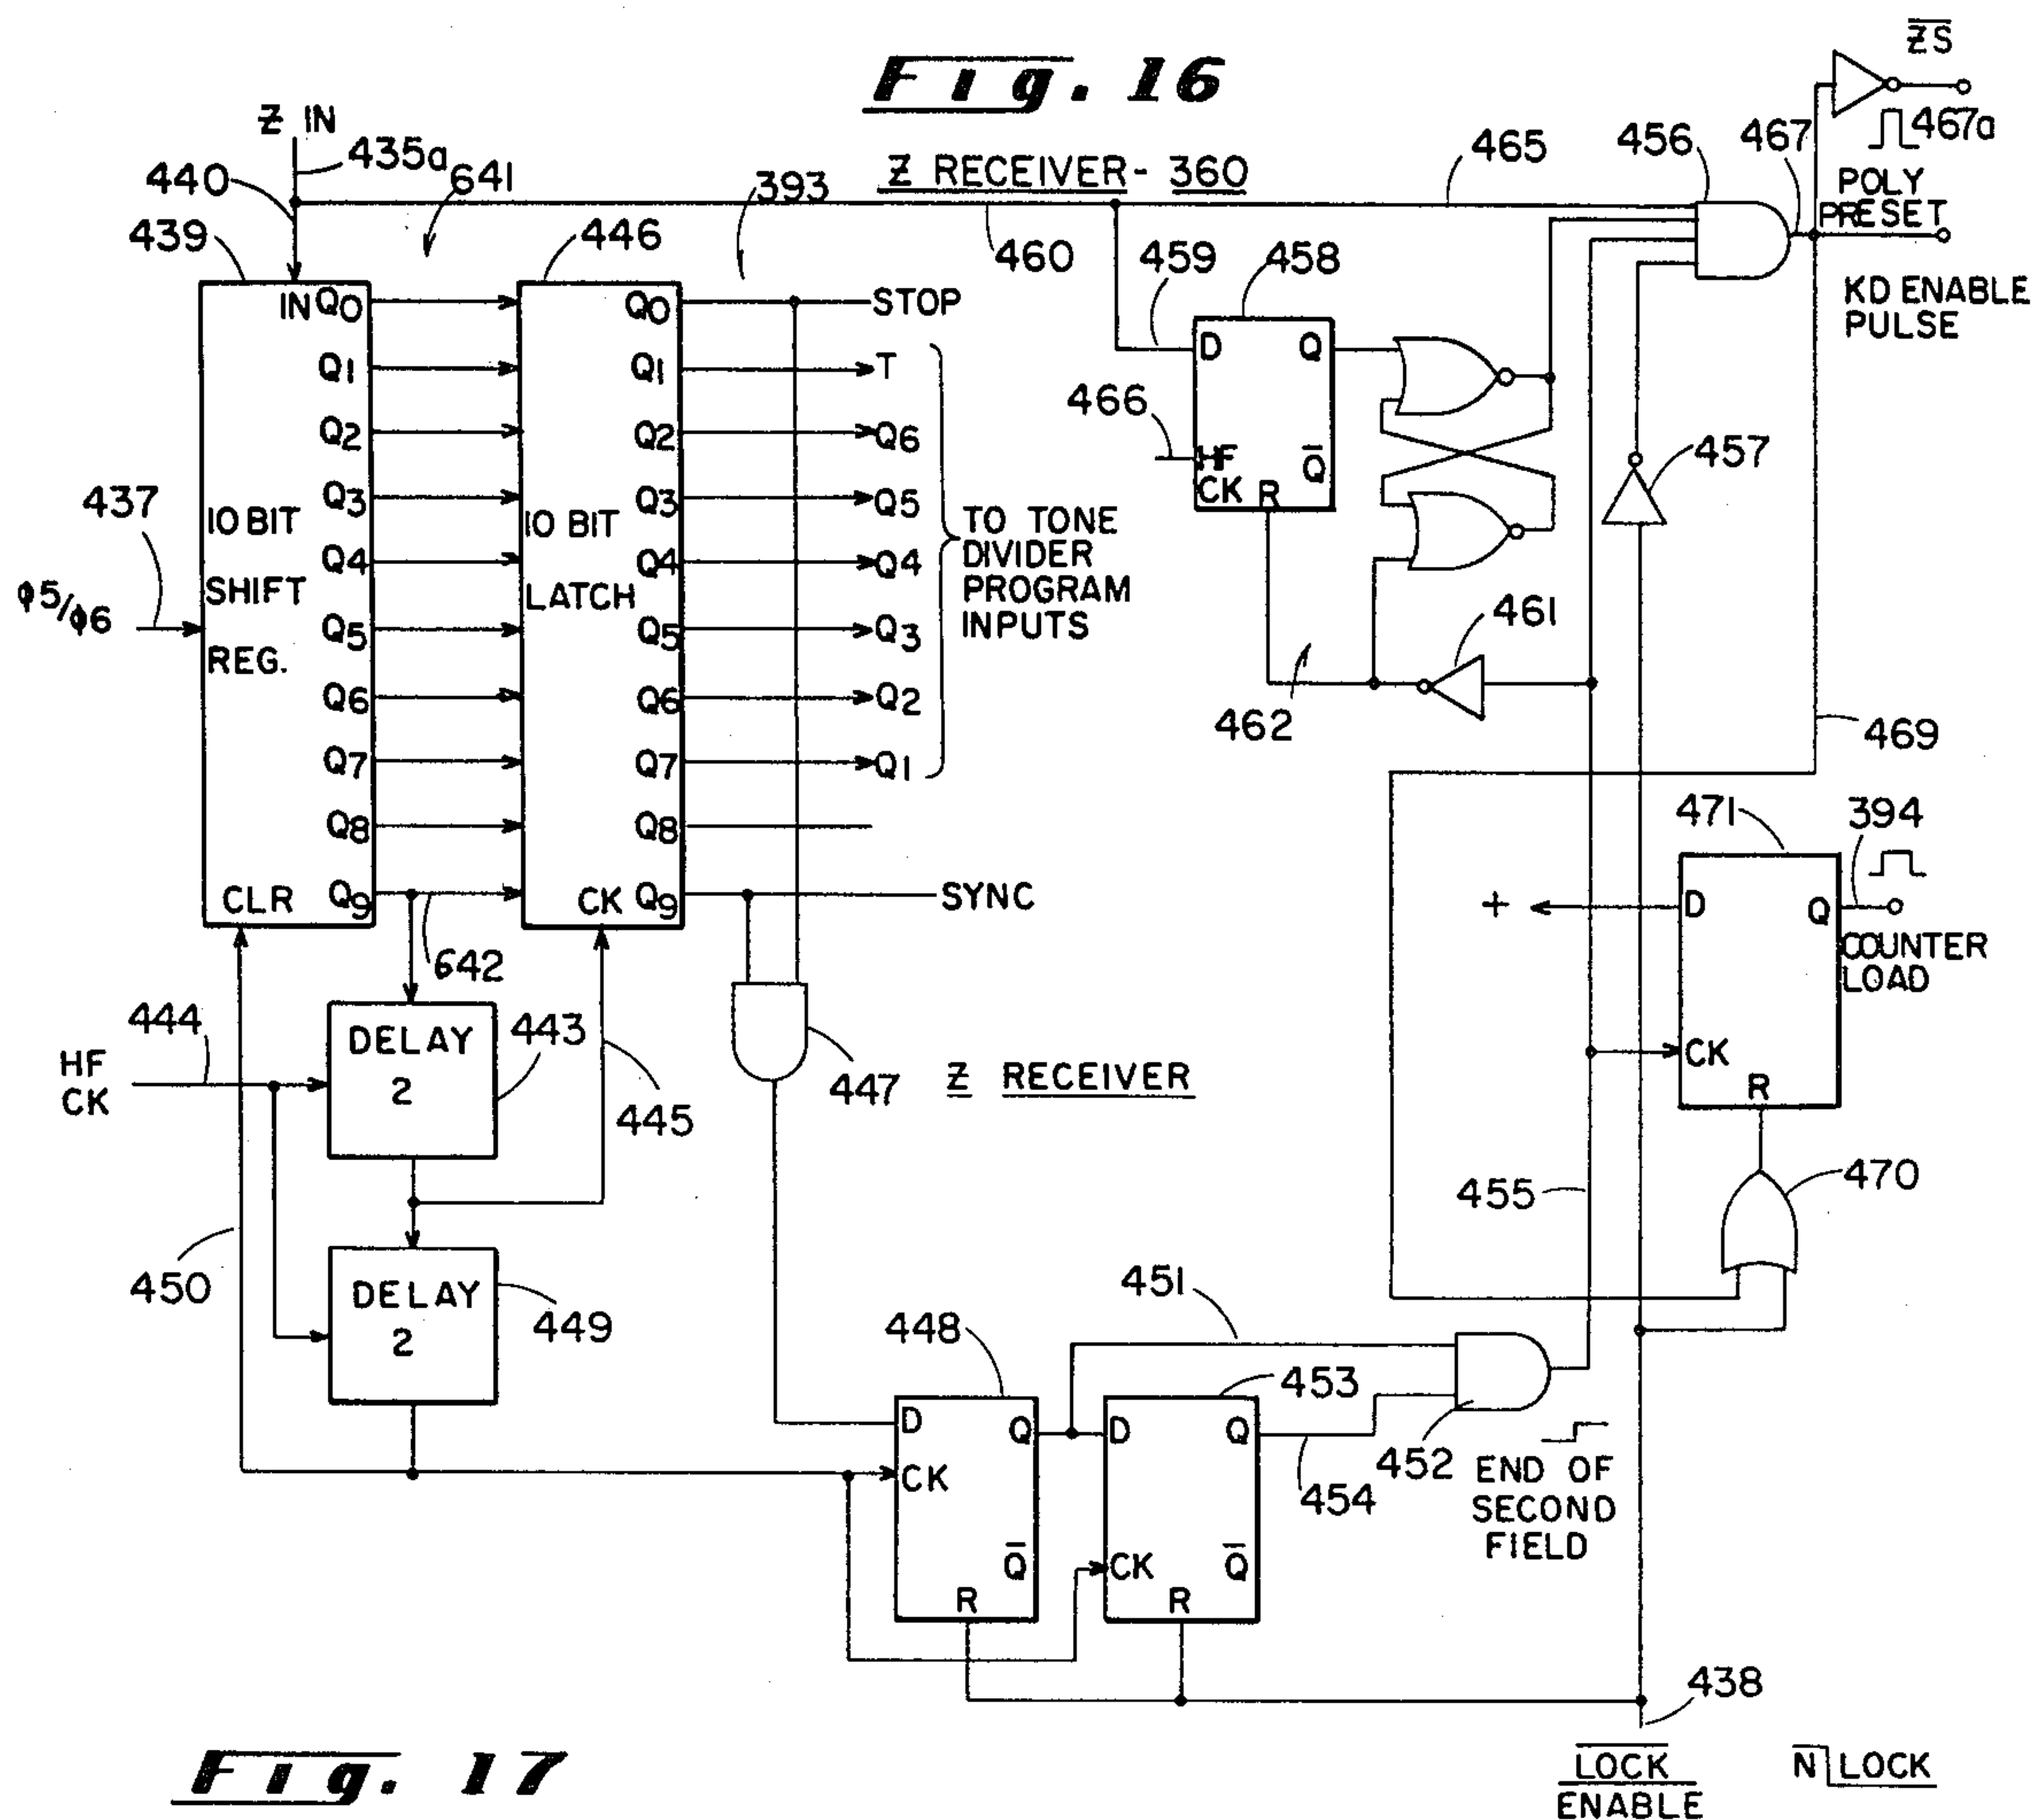 Fig. 16
Z̅S̅
Z IN
435a
440
641
393
Z RECEIVER- 360
465
456
467
467a
POLY
PRESET
439
446
460
459
458
KD ENABLE
PULSE
IN Q0
Q0
STOP
Q1
Q1
T
D
Q
466
Q2
Q2
Q6
HF
CK
R
Q̅
457
437
Q3
Q3
Q5
10 BIT
SHIFT
REG.
10 BIT
LATCH
TO TONE
DIVIDER
PROGRAM
INPUTS
Q4
Q4
Q4
φ5/φ6
Q5
Q5
Q3
461
Q6
Q6
Q2
462
469
Q7
Q7
Q1
471
394
Q8
Q8
CLR
Q9
CK
Q9
SYNC
+
D
Q
COUNTER
LOAD
642
444
HF
CK
DELAY
2
443
447
Z RECEIVER
CK
R
445
455
470
450
DELAY
2
449
451
448
453
D
Q
D
Q
452
END OF
SECOND
FIELD
CK
454
Q̅
CK
Q̅
R
R
438
Fig. 17
L̅O̅C̅K̅
ENABLE
N̅ LOCK